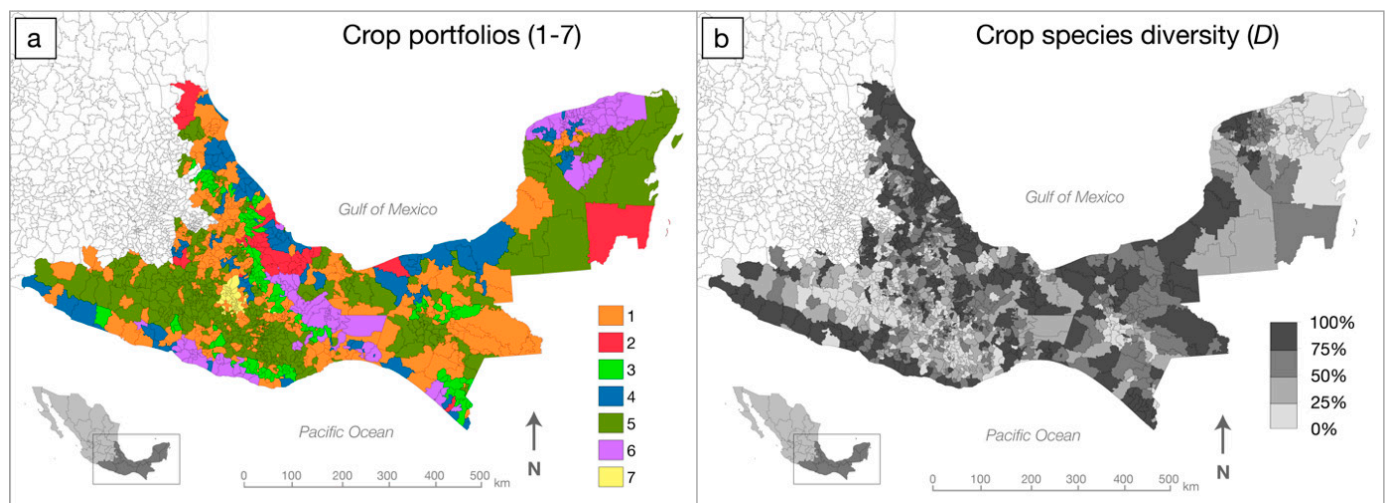 a
Crop portfolios (1-7)
Gulf of Mexico
1
2
3
4
5
6
7
Pacific Ocean
N
0 100 200 300 400 500 km
b
Crop species diversity (D)
Gulf of Mexico
100%
75%
50%
25%
0%
Pacific Ocean
N
0 100 200 300 400 500 km